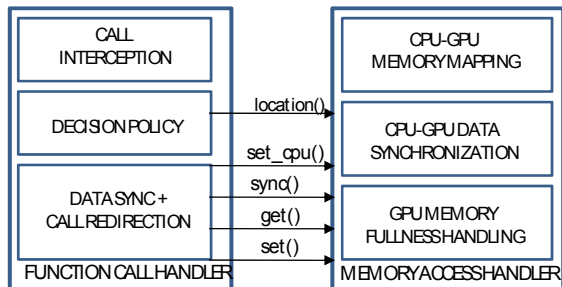 CALL
INTERCEPTION
DECISION POLICY
DATA SYNC +
CALL REDIRECTION
FUNCTION CALL HANDLER
location()
set_cpu()
sync()
get()
set()
CPU-GPU
MEMORY MAPPING
CPU-GPU DATA
SYNCHRONIZATION
GPU MEMORY
FULLNESS HANDLING
MEMORY ACCESS HANDLER